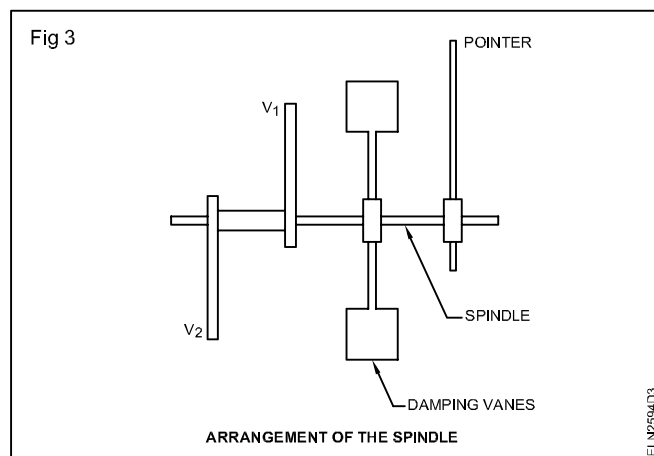 Fig 3
POINTER
V1
SPINDLE
V2
DAMPING VANES
ARRANGEMENT OF THE SPINDLE
ELN2594D3